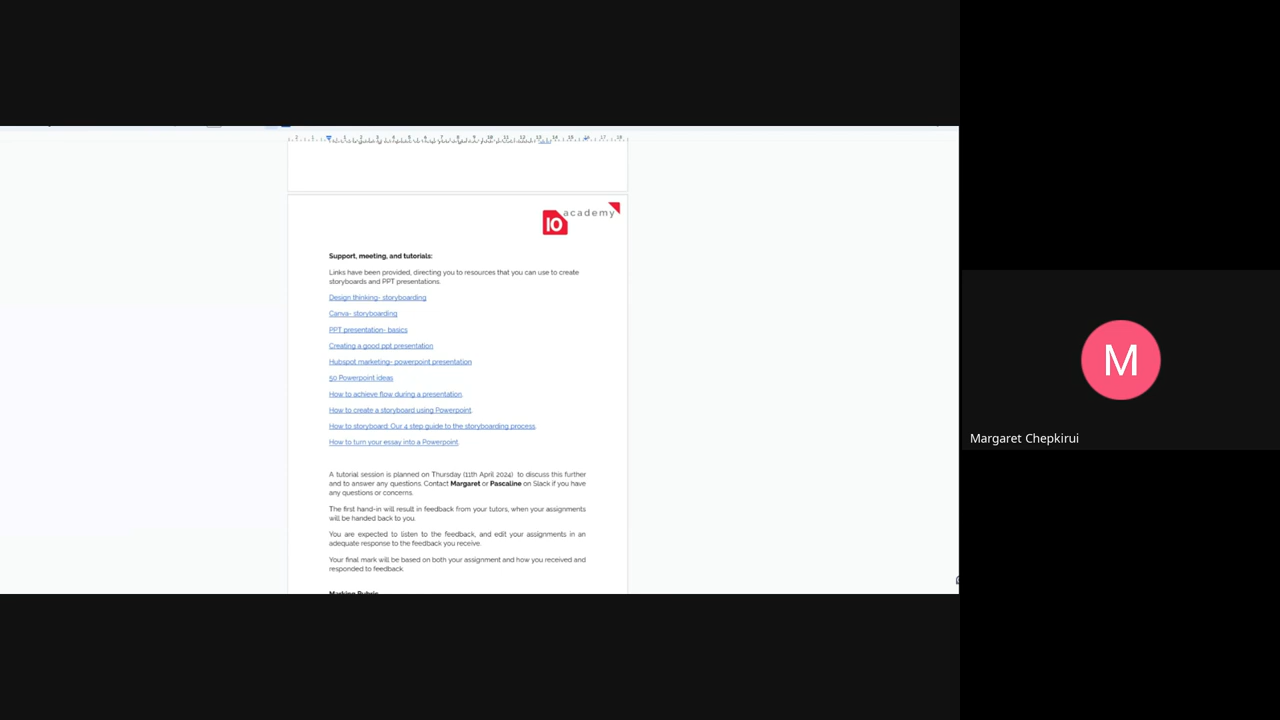 10 academy
Support, meeting, and tutorials:
Links have been provided, directing you to resources that you can use to create
storyboards and PPT presentations.
Design thinking- storyboarding
Canva- storyboarding
PPT presentation- basics
Creating a good ppt presentation
Hubspot marketing- powerpoint presentation
50 Powerpoint ideas
How to achieve flow during a presentation
How to create a storyboard using Powerpoint.
How to storyboard: Our 4 step guide to the storyboarding process.
How to turn your essay into a Powerpoint.
A tutorial session is planned on Thursday (11th April 2024) to discuss this further
and to answer any questions. Contact Margaret or Pascaline on Slack if you have
any questions or concerns.
The first hand-in will result in feedback from your tutors, when your assignments
will be handed back to you.
You are expected to listen to the feedback, and edit your assignments in an
adequate response to the feedback you receive.
Your final mark will be based on both your assignment and how you received and
responded to feedback.
Marking Rubric
M
Margaret Chepkirui